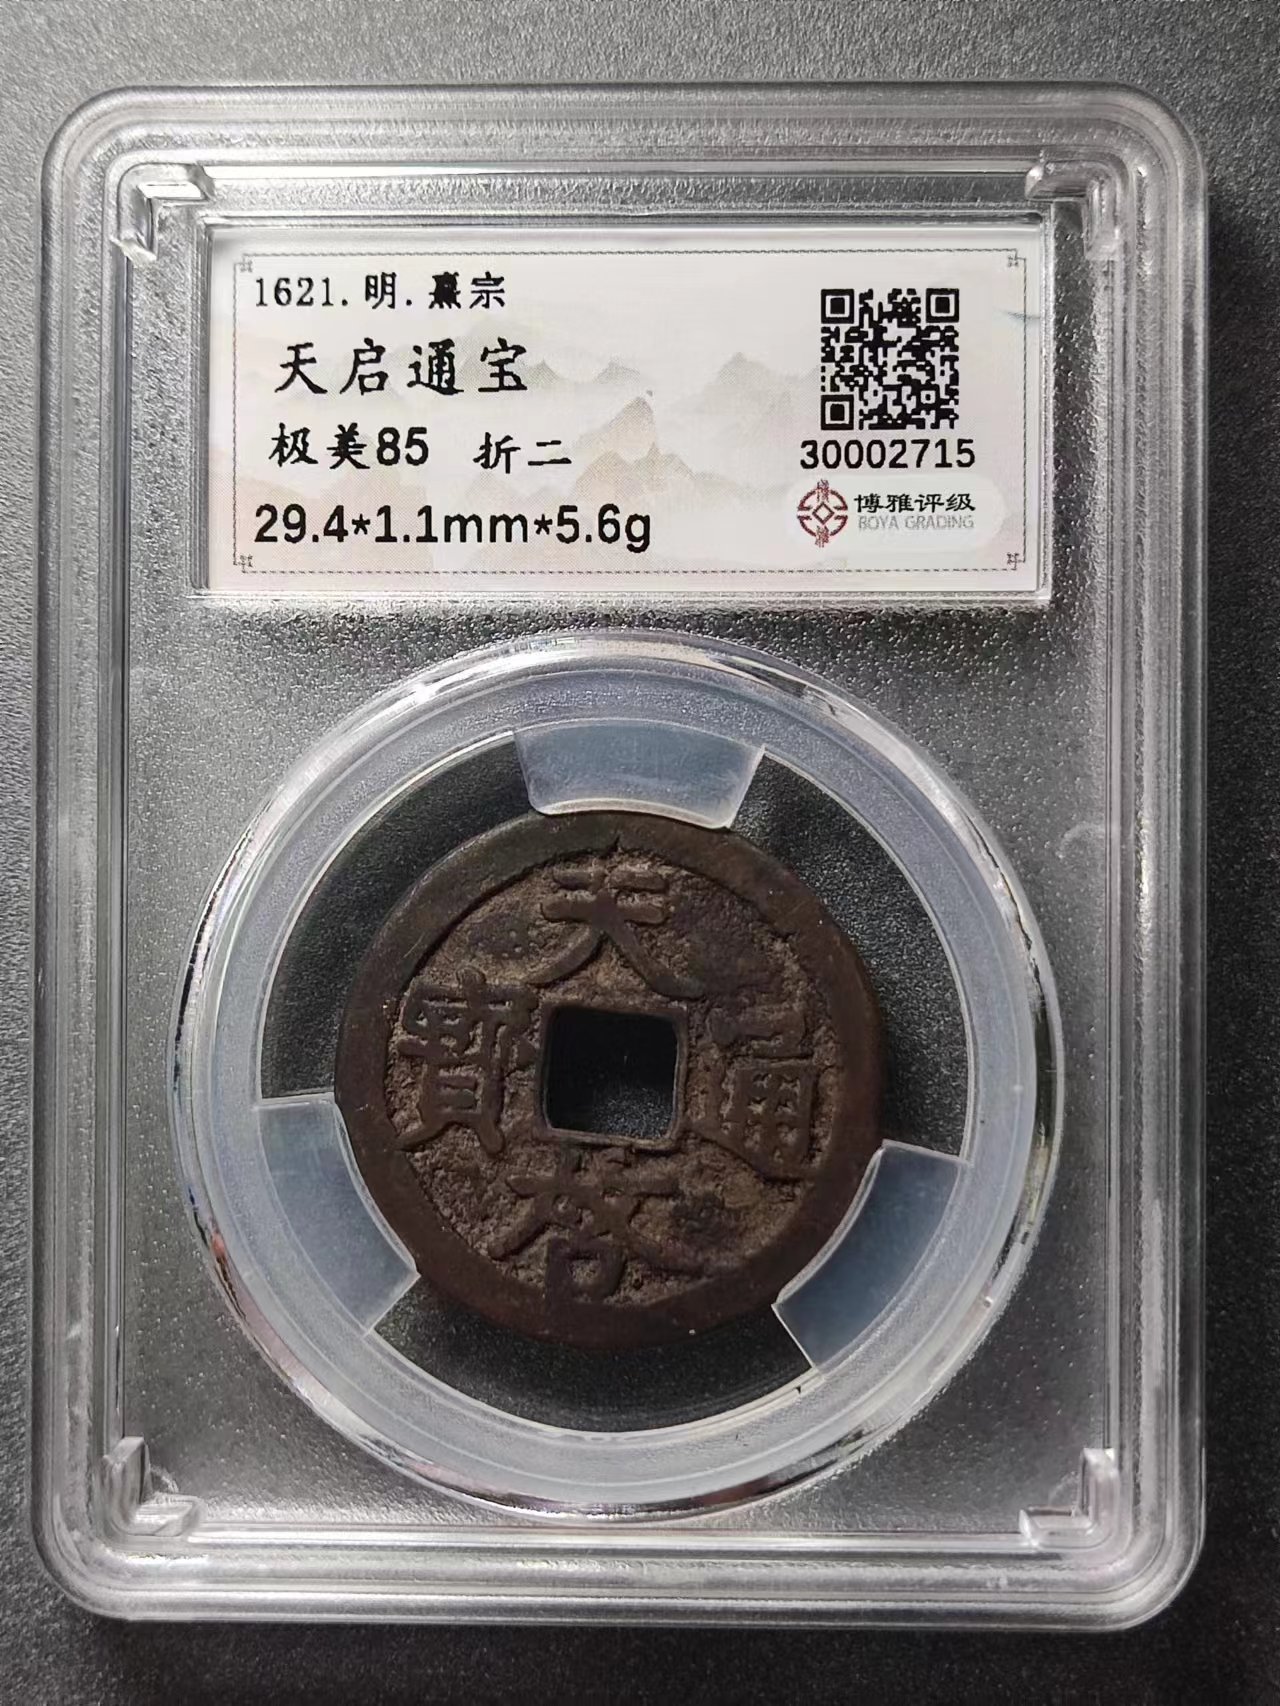 1621.明.熹宗
天启通宝
极美85 折二
29.4*1.1mm*5.6g
30002715
博雅评级
BOYA GRADING
天
寶 通
啓